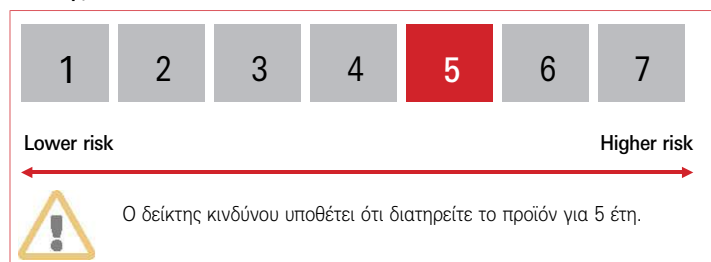 1 2 3 4 5 6 7
Lower risk Higher risk
Ο δείκτης κινδύνου υποθέτει ότι διατηρείτε το προϊόν για 5 έτη.